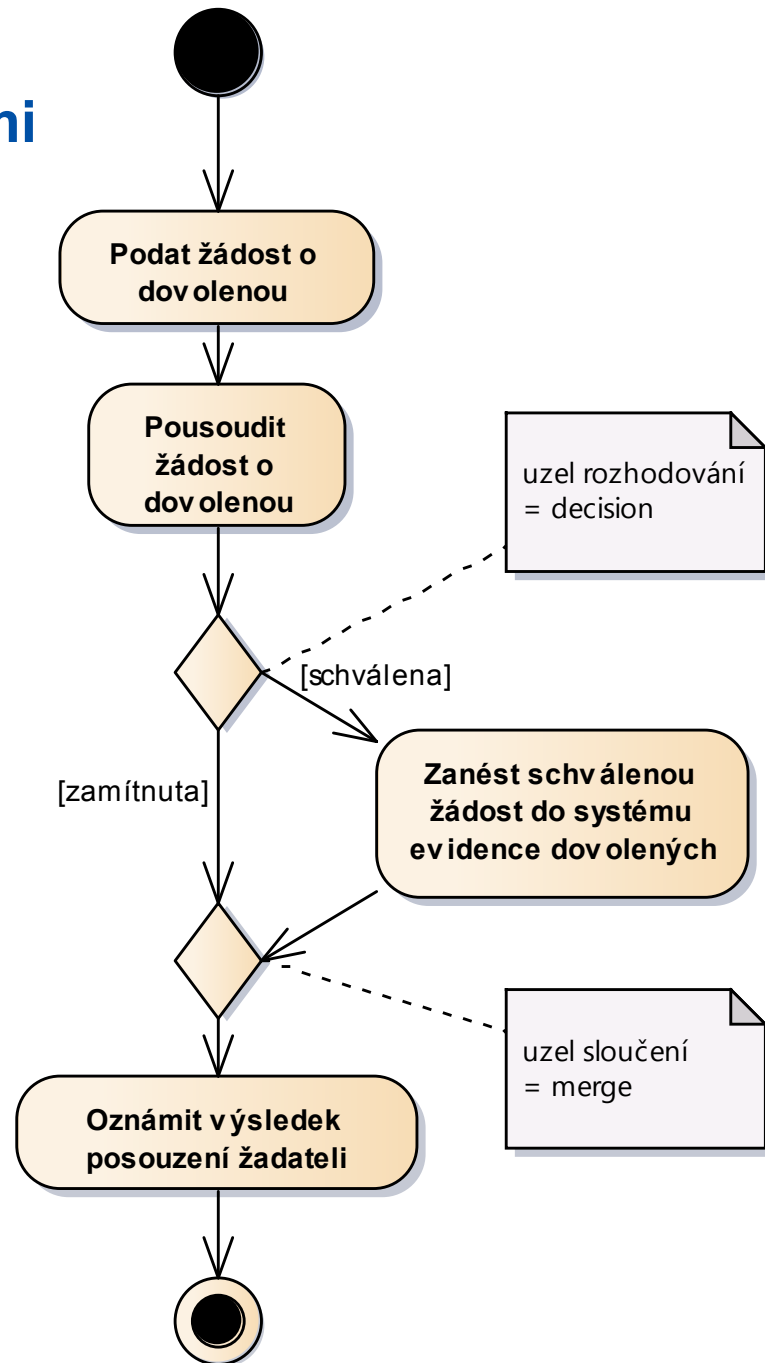 ni
Podat žádost o
dovolenou
Pousoudit
žádost o
dovolenou
uzel rozhodování
= decision
[schválena]
[zamítnuta]
Zanést schválenou
žádost do systému
evidence dovolených
uzel sloučení
= merge
Oznámit výsledek
posouzení žadateli